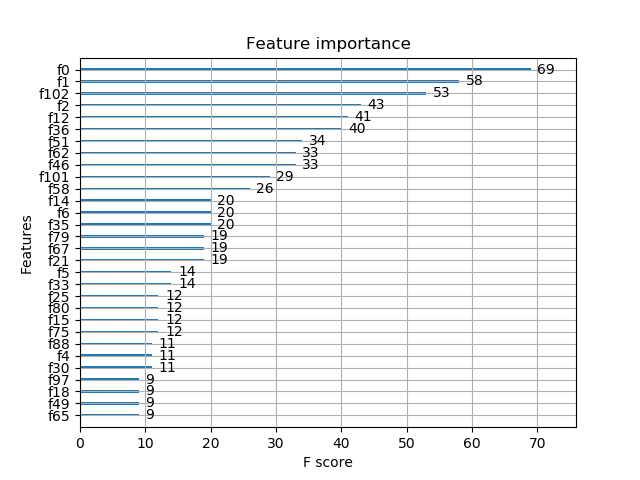 Feature importance
f0 69
f1 58
f102 53
f2 43
f12 41
f36 40
f51 34
f62 33
f46 33
f101 29
f58 26
f14 20
f6 20
f35 20
f79 19
f67 19
f21 19
f5 14
f33 14
f25 12
f80 12
f15 12
f75 12
f88 11
f4 11
f30 11
f97 9
f18 9
f49 9
f65 9
Features
0 10 20 30 40 50 60 70
F score